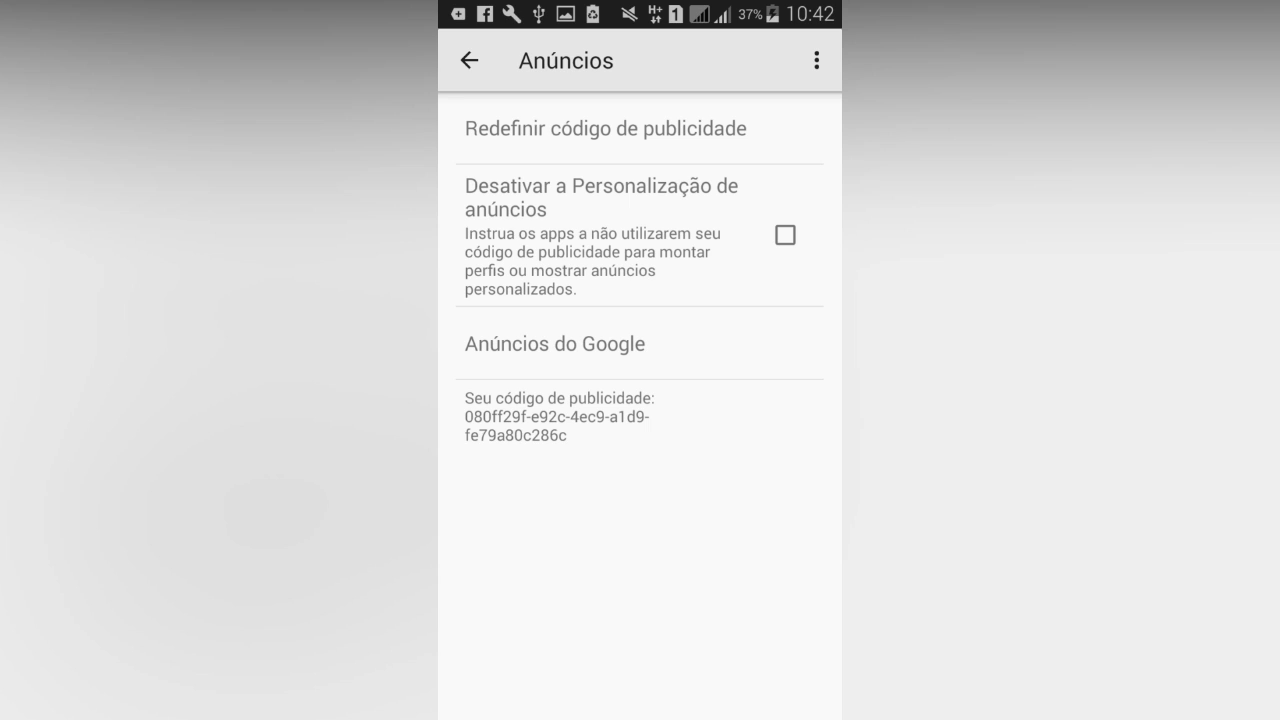 H+ 1 37% 10:42
Anúncios
Redefinir código de publicidade
Desativar a Personalização de
anúncios
Instrua os apps a não utilizarem seu
código de publicidade para montar
perfis ou mostrar anúncios
personalizados.
Anúncios do Google
Seu código de publicidade:
080ff29f-e92c-4ec9-a1d9-
fe79a80c286c